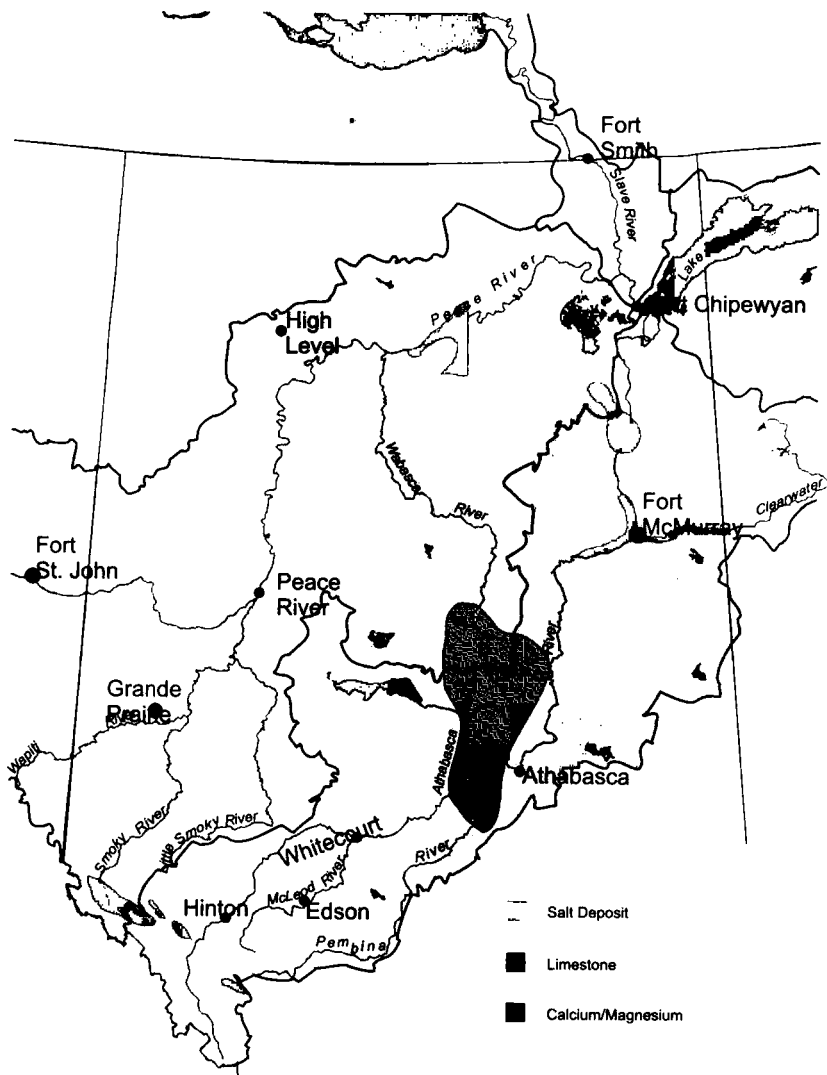 Fort
Smith
Slave River
Lake
Peace River
Chipewyan
High
Level
Wabasca
River
Fort
McMurray
Clearwater
Fort
St. John
Peace
River
River
Grande
Prairie
Wapiti
Athabasca
Athabasca
Smoky River
Little Smoky River
Whitecourt
River
McLeod River
Hinton
Edson
Pembina
Salt Deposit
Limestone
Calcium/Magnesium